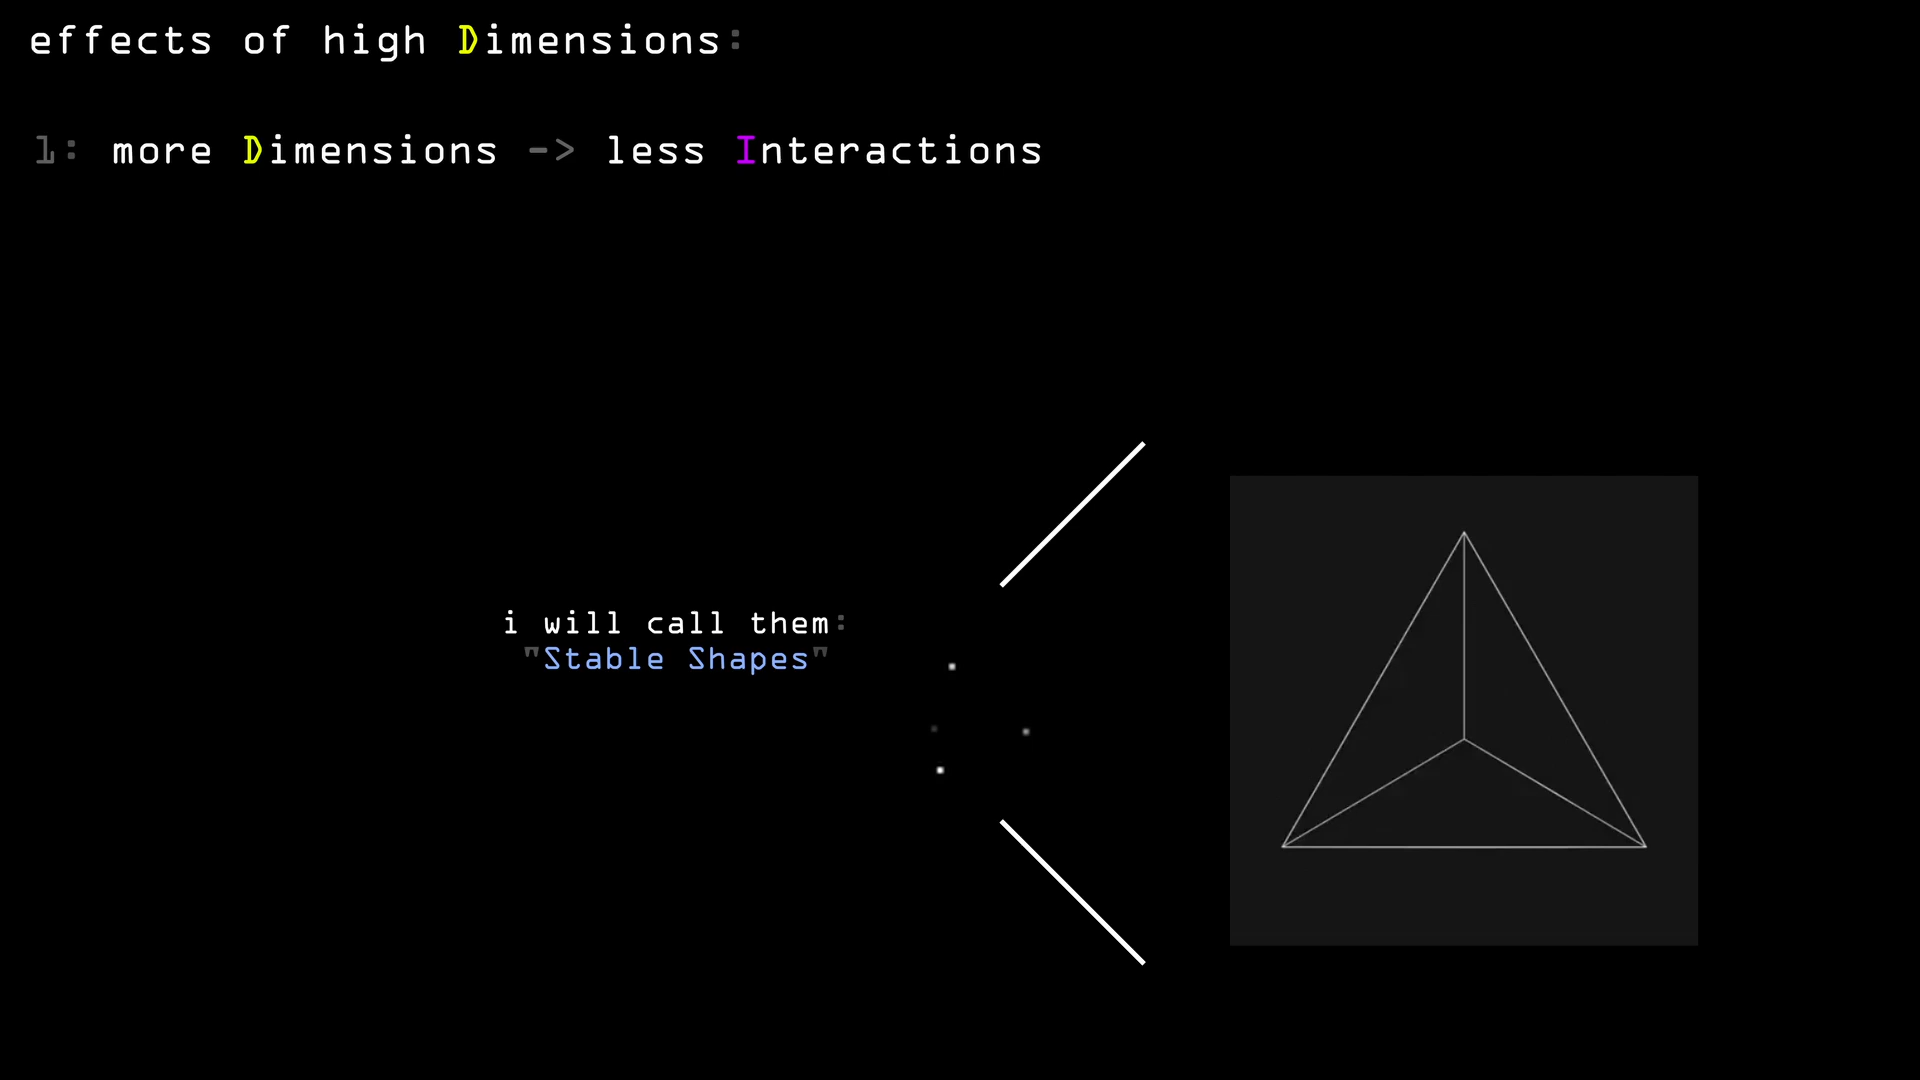 effects of high Dimensions:
1: more Dimensions -> less Interactions
i will call them:
"Stable Shapes"